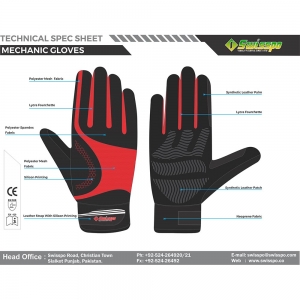 TECHNICAL SPEC SHEET
MECHANIC GLOVES
Swisspo
Polyester Mesh Fabric
Lycra Fourchette
Polyester Spandex Fabric
Polyester Mesh Fabric
Silicon Printing
Leather Strap With Silicon Printing
Synthetic Leather Palm
Lycra Fourchette
Synthetic Leather Patch
Neoprene Fabric
CE
Head Office :
Swisspo Road, Christian Town
Sialkot Punjab, Pakistan.
Ph: +92-524-264920/21
Fx: +92-524-26492
E-mail: swisspo@swisspo.com
www.swisspo.co